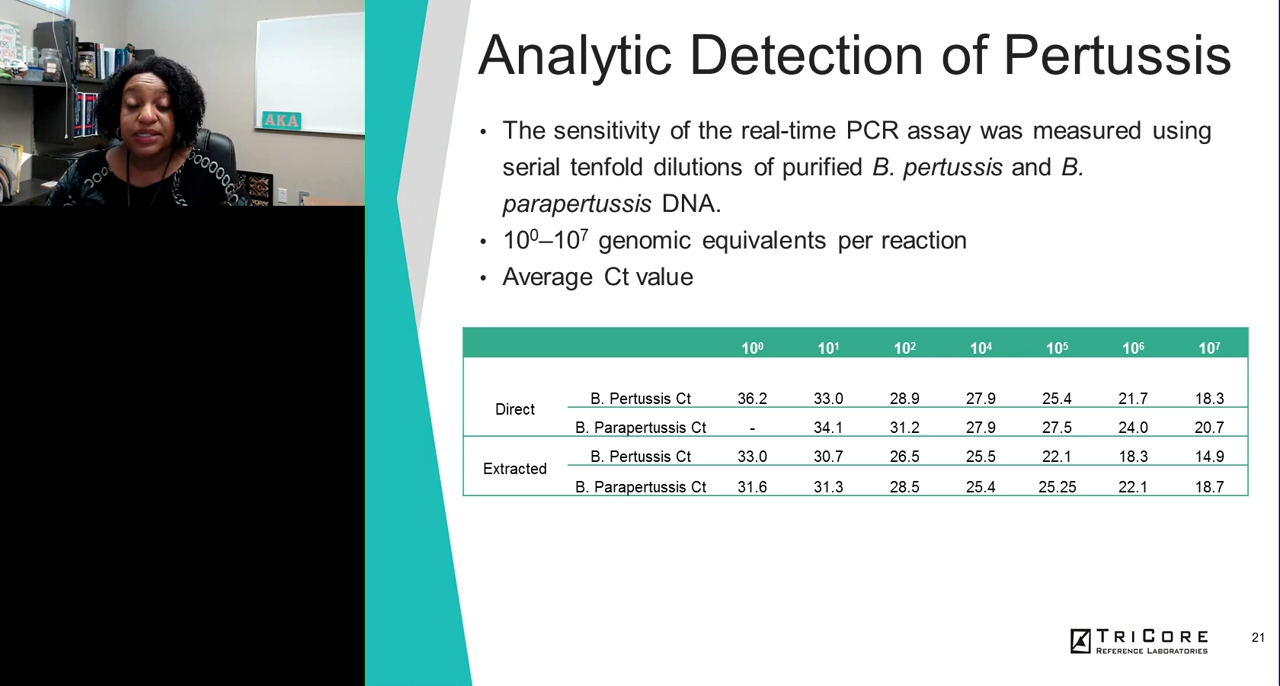 AKA
Analytic Detection of Pertussis
• The sensitivity of the real-time PCR assay was measured using
serial tenfold dilutions of purified B. pertussis and B.
parapertussis DNA.
• 10⁰–10⁷ genomic equivalents per reaction
• Average Ct value
10⁰ 10¹ 10² 10⁴ 10⁵ 10⁶ 10⁷
Direct
B. Pertussis Ct 36.2 33.0 28.9 27.9 25.4 21.7 18.3
B. Parapertussis Ct - 34.1 31.2 27.9 27.5 24.0 20.7
Extracted
B. Pertussis Ct 33.0 30.7 26.5 25.5 22.1 18.3 14.9
B. Parapertussis Ct 31.6 31.3 28.5 25.4 25.25 22.1 18.7
TRICORE
REFERENCE LABORATORIES
21